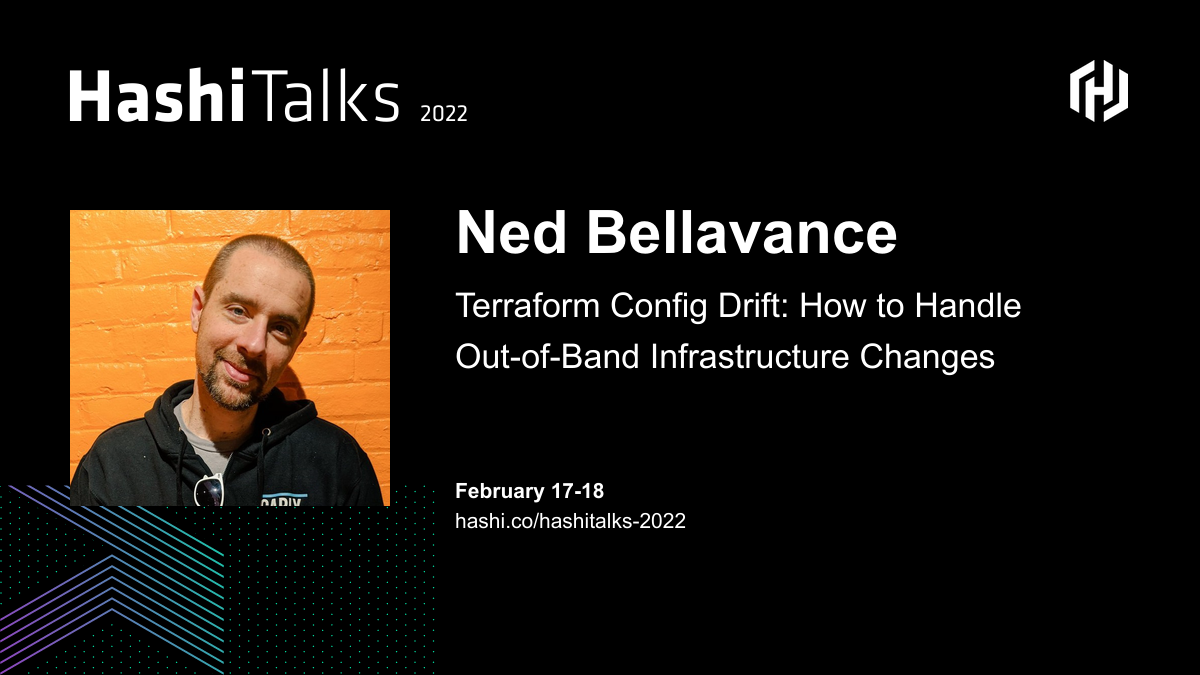 HashiTalks 2022
Ned Bellavance
Terraform Config Drift: How to Handle
Out-of-Band Infrastructure Changes
February 17-18
hashi.co/hashitalks-2022